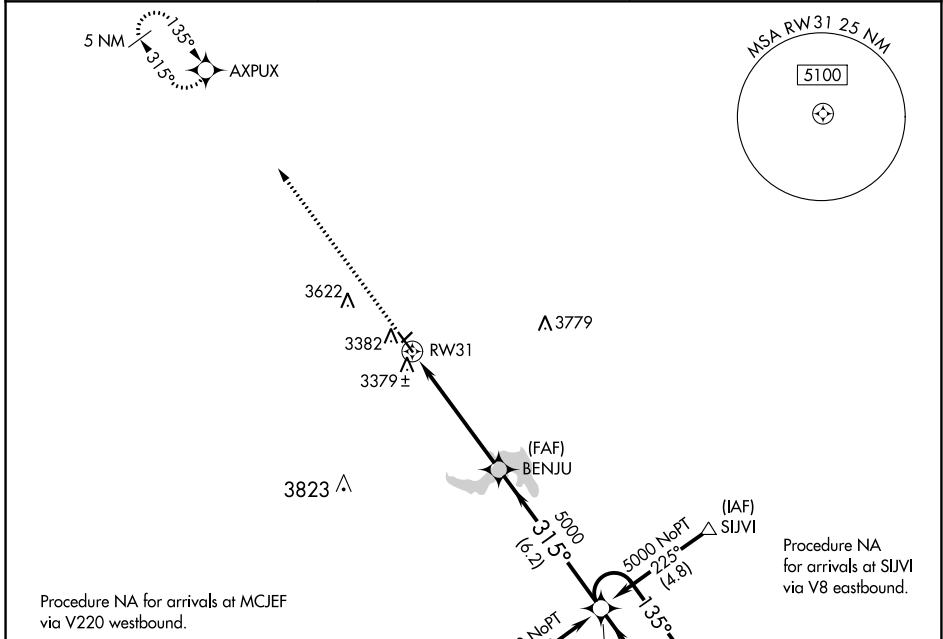 5 NM
135°
315°
AXPUX
MSA RW31 25 NM
5100
3622
3382
RW31
3379 ±
3779
(FAF)
BENJU
3823
5000
315°
(6.2)
(IAF)
SIJVI
5000 NoPT
225°
(4.8)
135°
Procedure NA
for arrivals at SIJVI
via V8 eastbound.
Procedure NA for arrivals at MCJEF
via V220 westbound.
NoPT